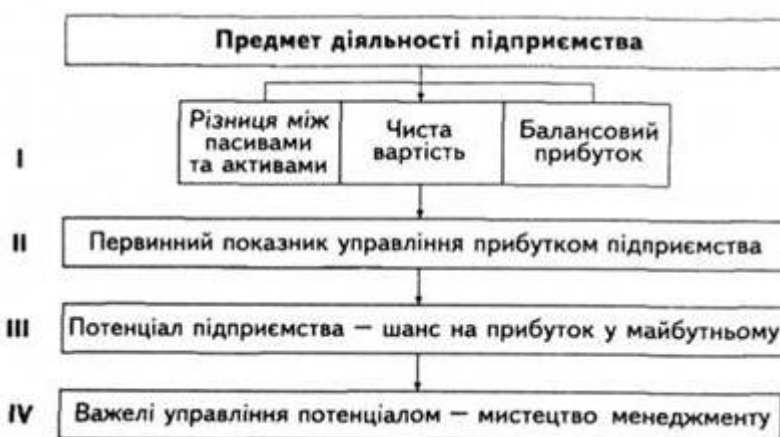 Предмет діяльності підприємства
I
Різниця між
пасивами
та активами
Чиста
вартість
Балансовий
прибуток
II
Первинний показник управління прибутком підприємства
III
Потенціал підприємства — шанс на прибуток у майбутньому
IV
Важелі управління потенціалом — мистецтво менеджменту